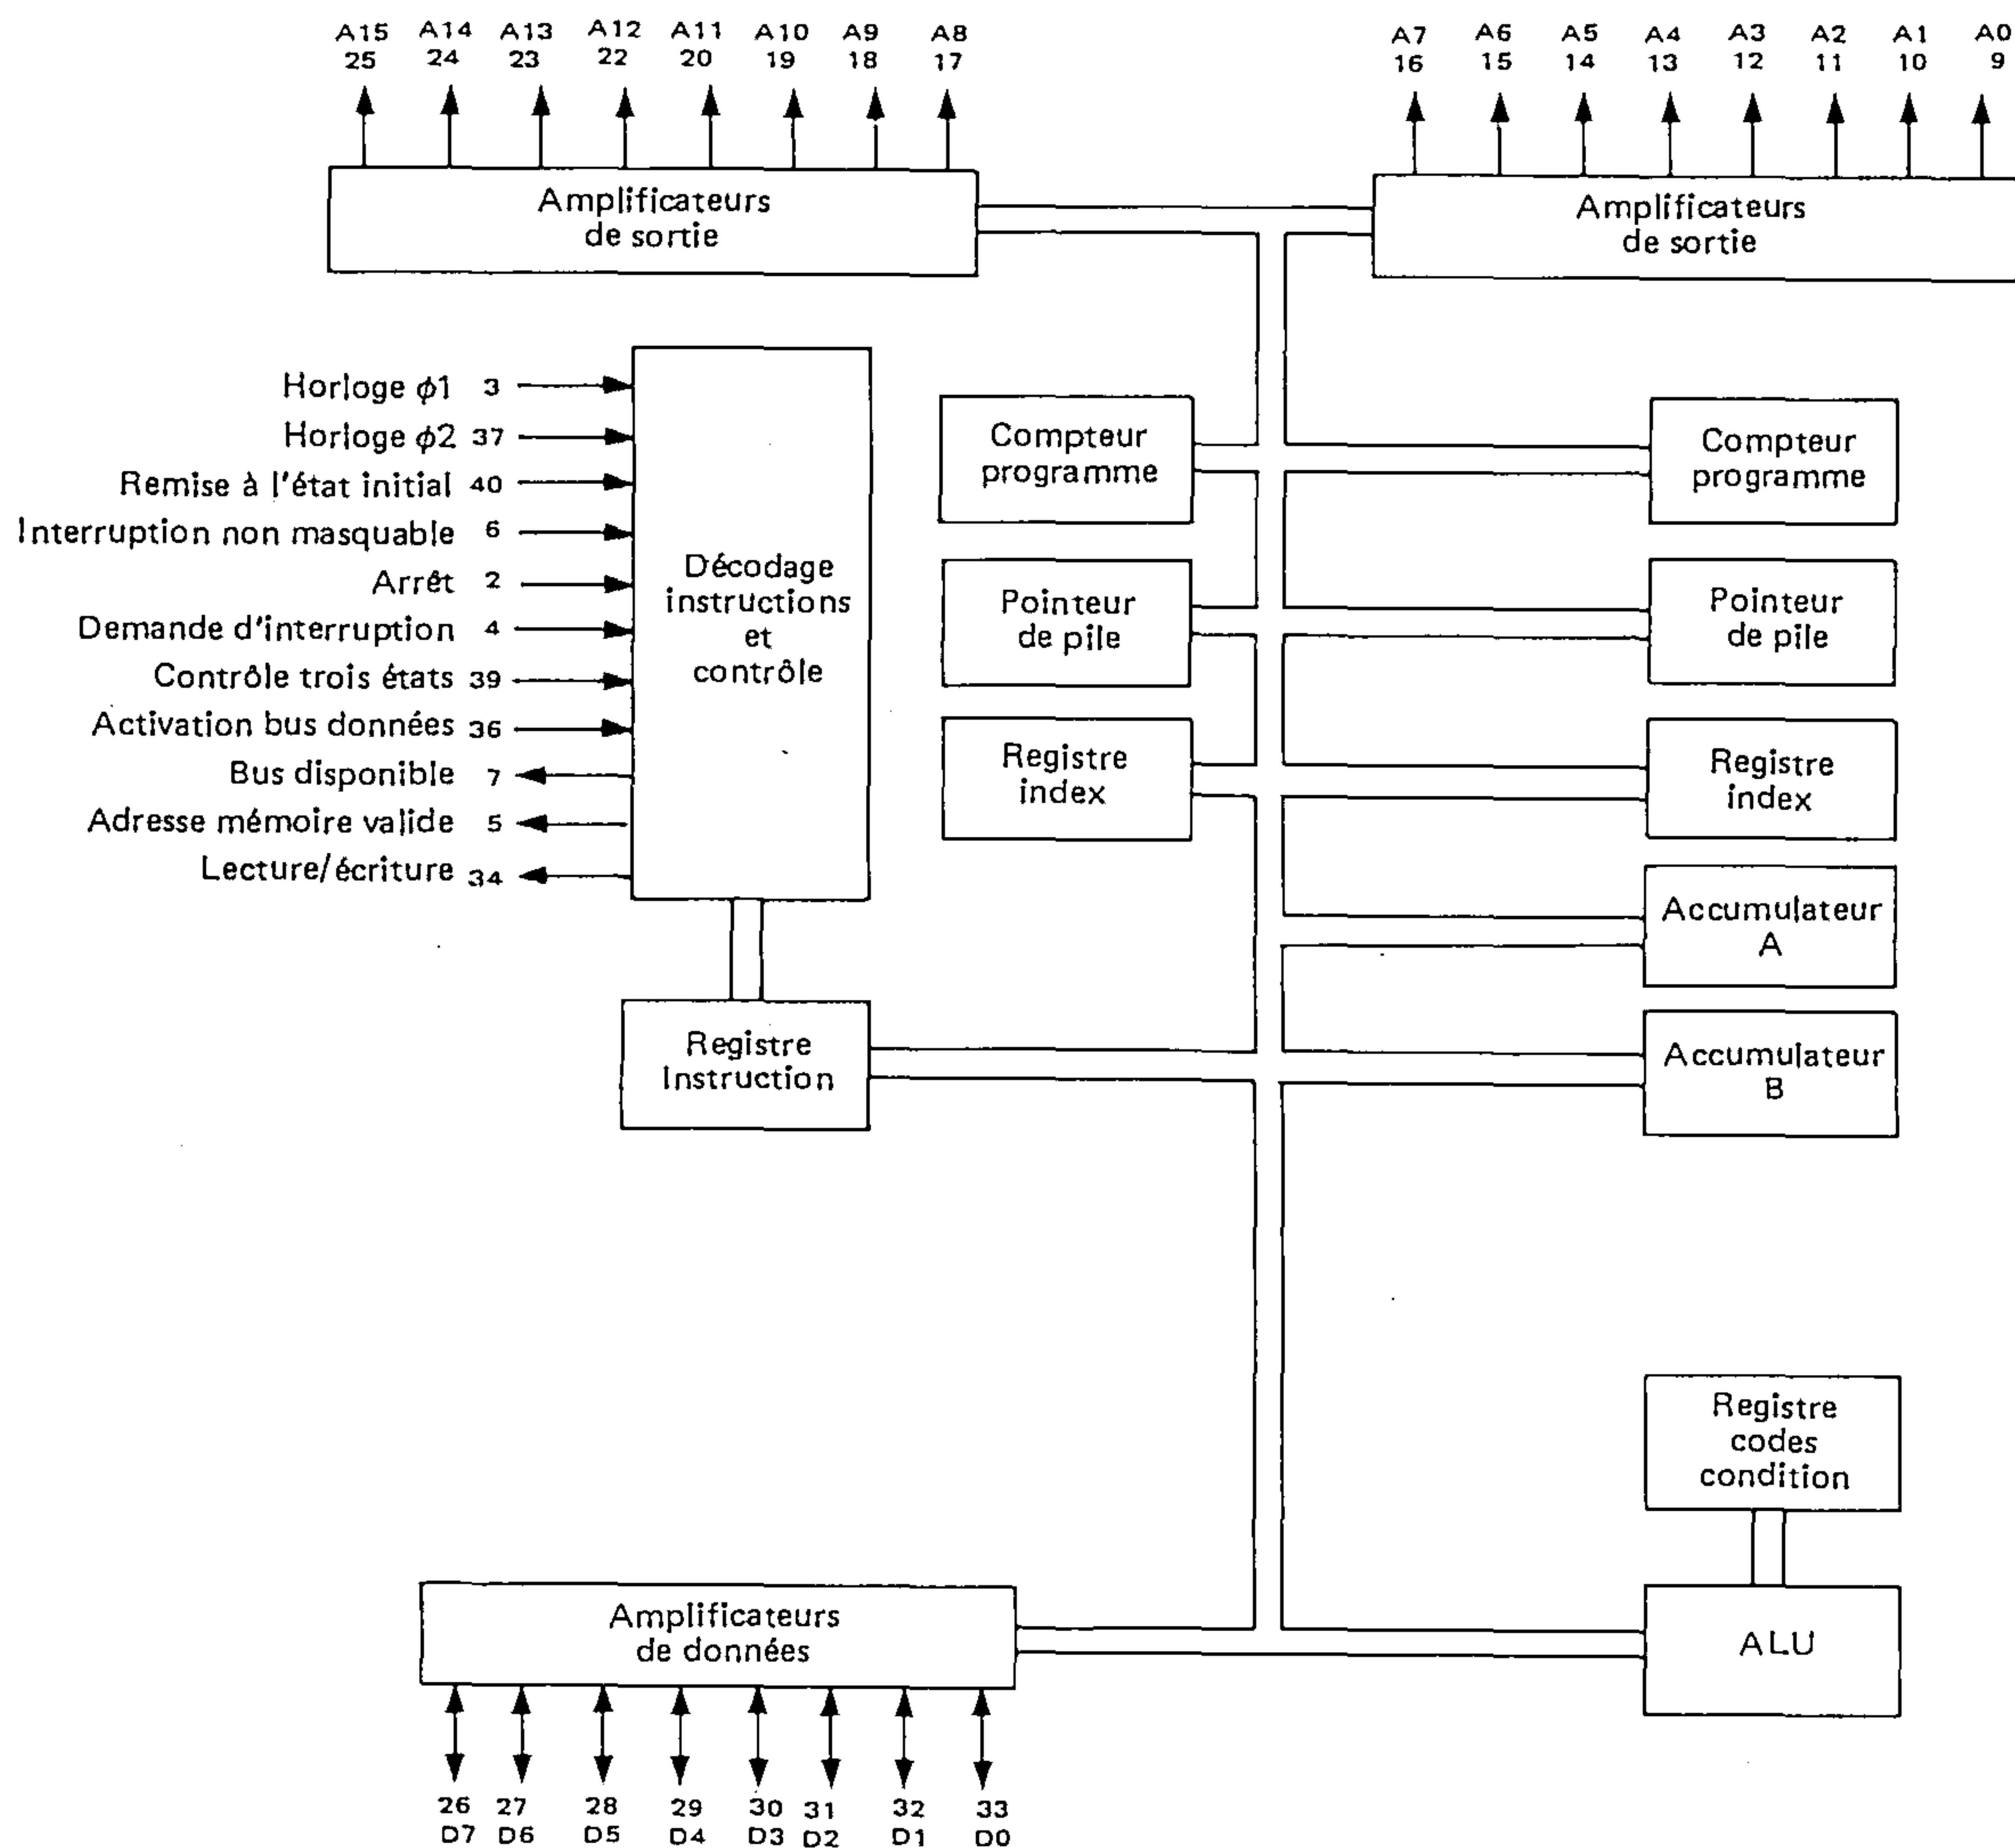 A15 A14 A13 A12 A11 A10 A9 A8
25 24 23 22 20 19 18 17
A7 A6 A5 A4 A3 A2 A1 A0
16 15 14 13 12 11 10 9
Amplificateurs
de sortie
Amplificateurs
de sortie
Horloge ϕ1 3
Horloge ϕ2 37
Remise à l'état initial 40
Interruption non masquable 6
Arrêt 2
Demande d'interruption 4
Contrôle trois états 39
Activation bus données 36
Bus disponible 7
Adresse mémoire valide 5
Lecture/écriture 34
Décodage
instructions
et
contrôle
Compteur
programme
Compteur
programme
Pointeur
de pile
Pointeur
de pile
Registre
index
Registre
index
Accumulateur
A
Registre
Instruction
Accumulateur
B
Registre
codes
condition
Amplificateurs
de données
ALU
26 27 28 29 30 31 32 33
D7 D6 D5 D4 D3 D2 D1 D0